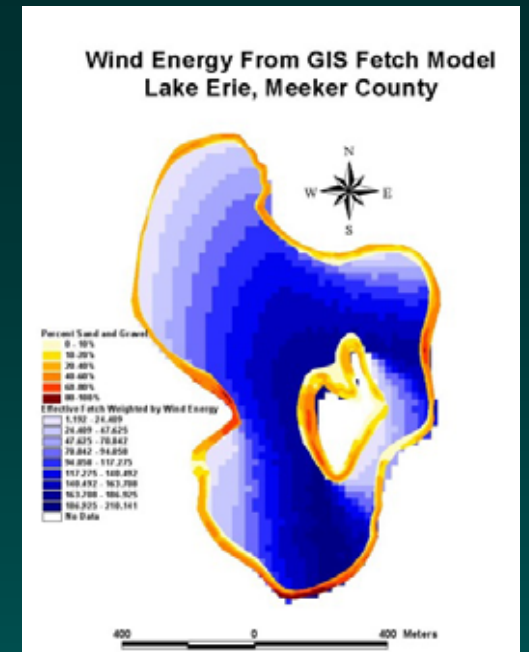 Wind Energy From GIS Fetch Model
Lake Erie, Meeker County
N
W E
S
Percent Sand and Gravel
0 - 10%
10-20%
20-40%
40-60%
60-80%
80-100%
Effective Fetch Weighted by Wind Energy
1,192 - 24,409
24,409 - 47,625
47,625 - 70,842
70,842 - 94,058
94,058 - 117,275
117,275 - 140,492
140,492 - 163,708
163,708 - 186,925
186,925 - 210,141
No Data
400 0 400 Meters